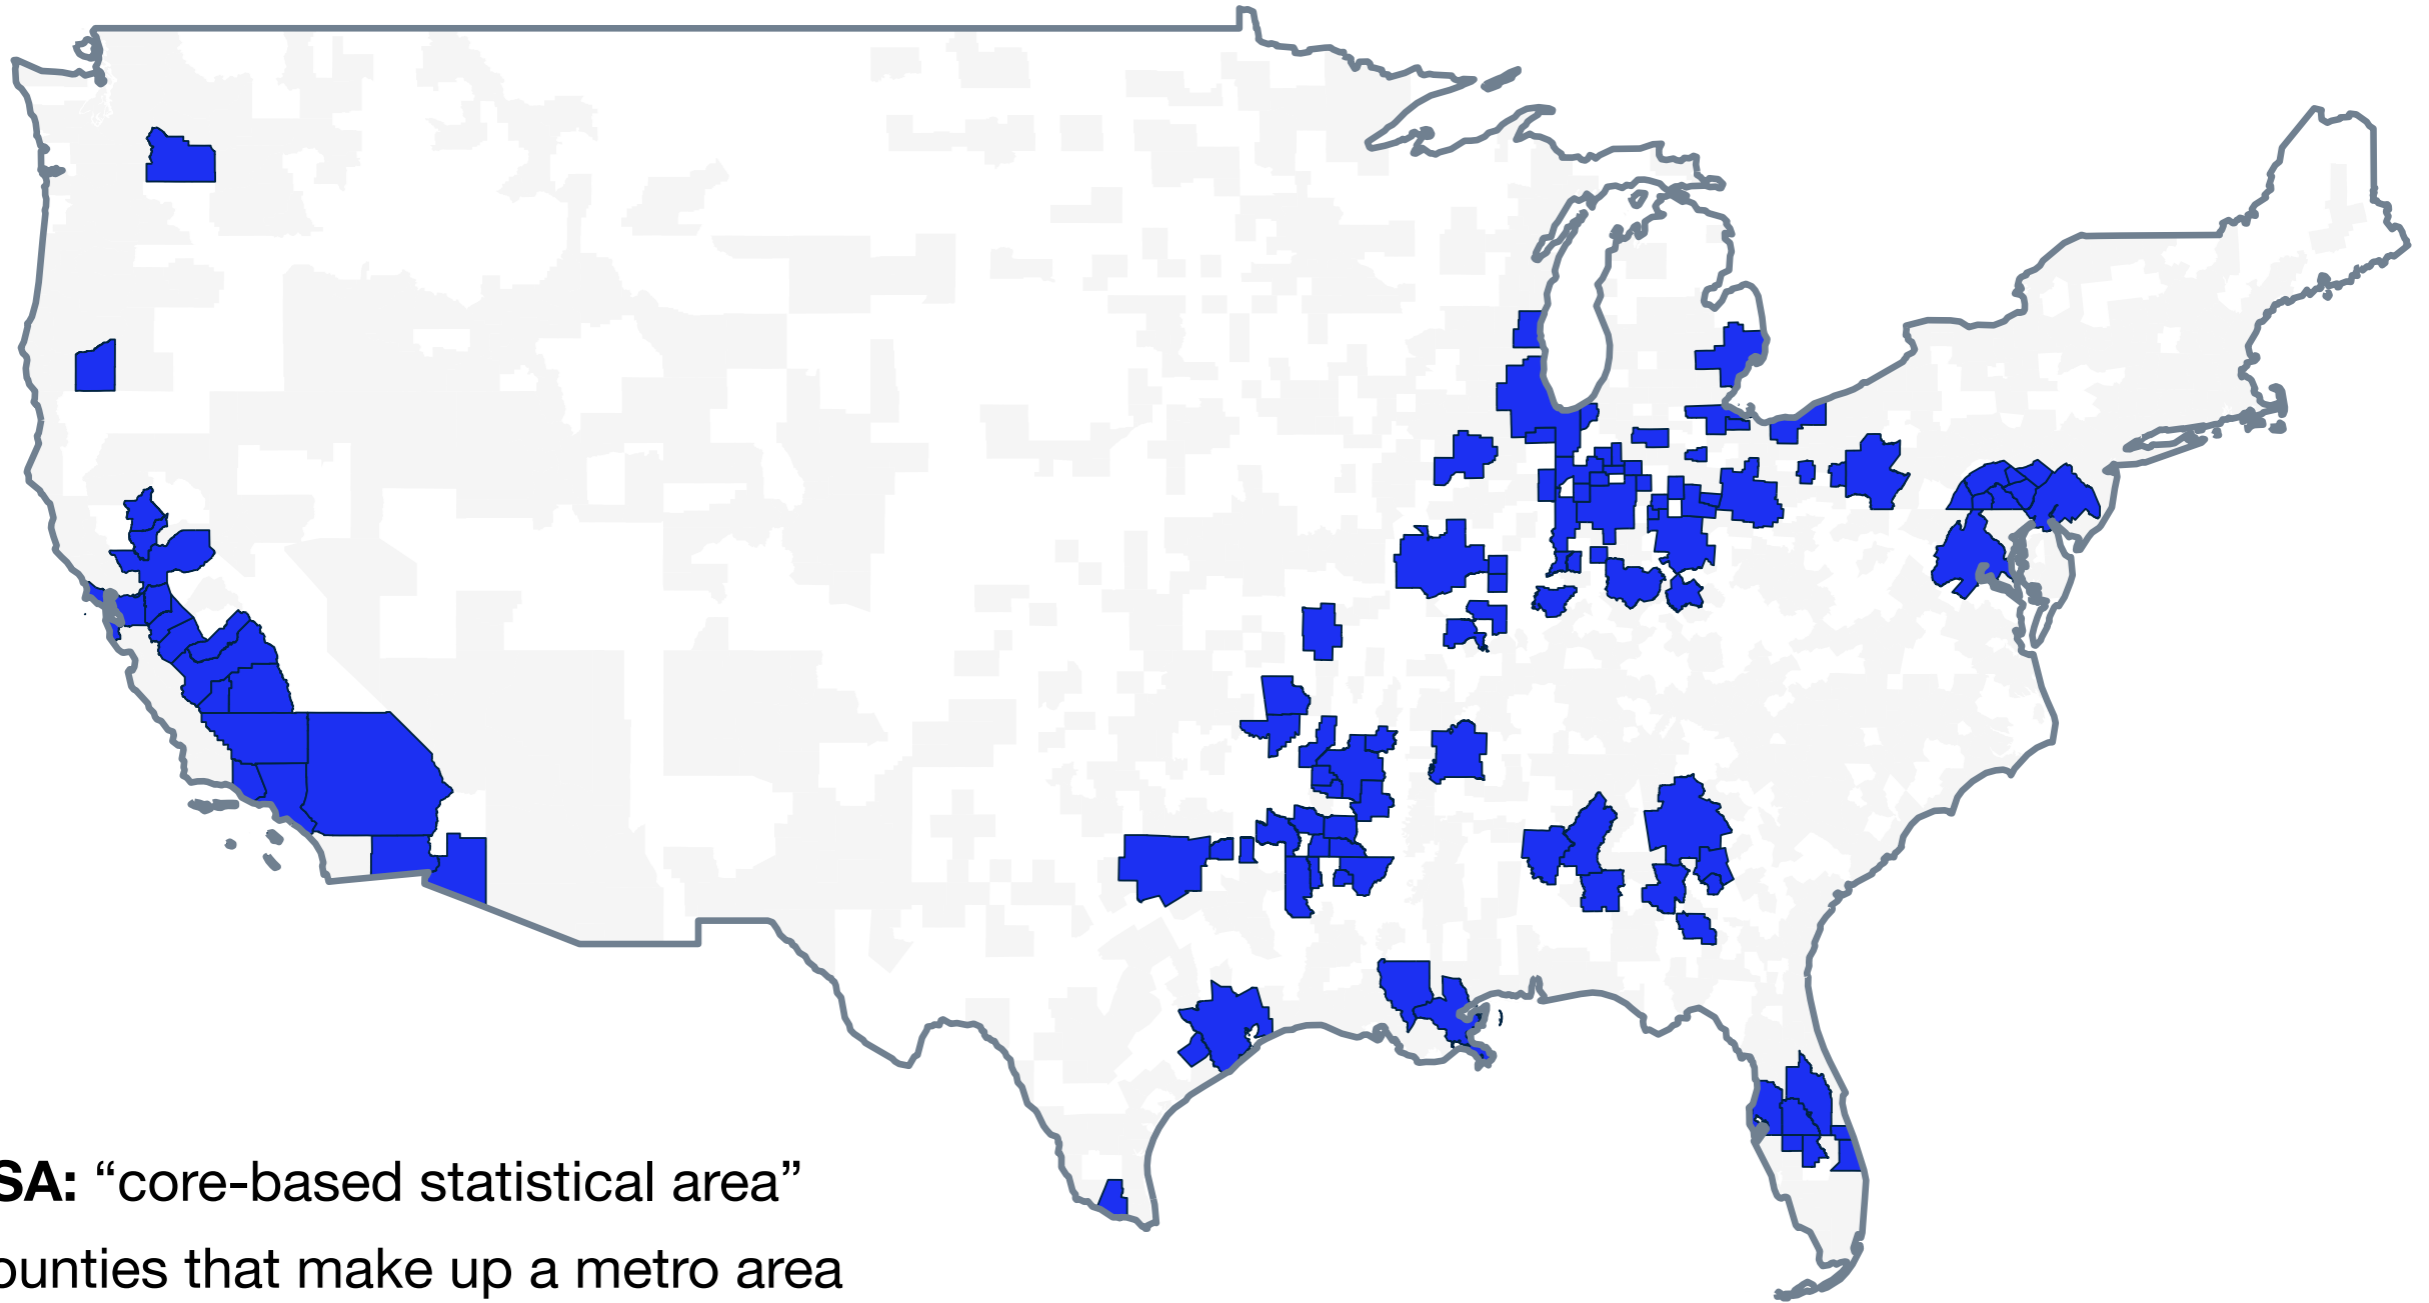 SA: “core-based statistical area”
ounties that make up a metro area